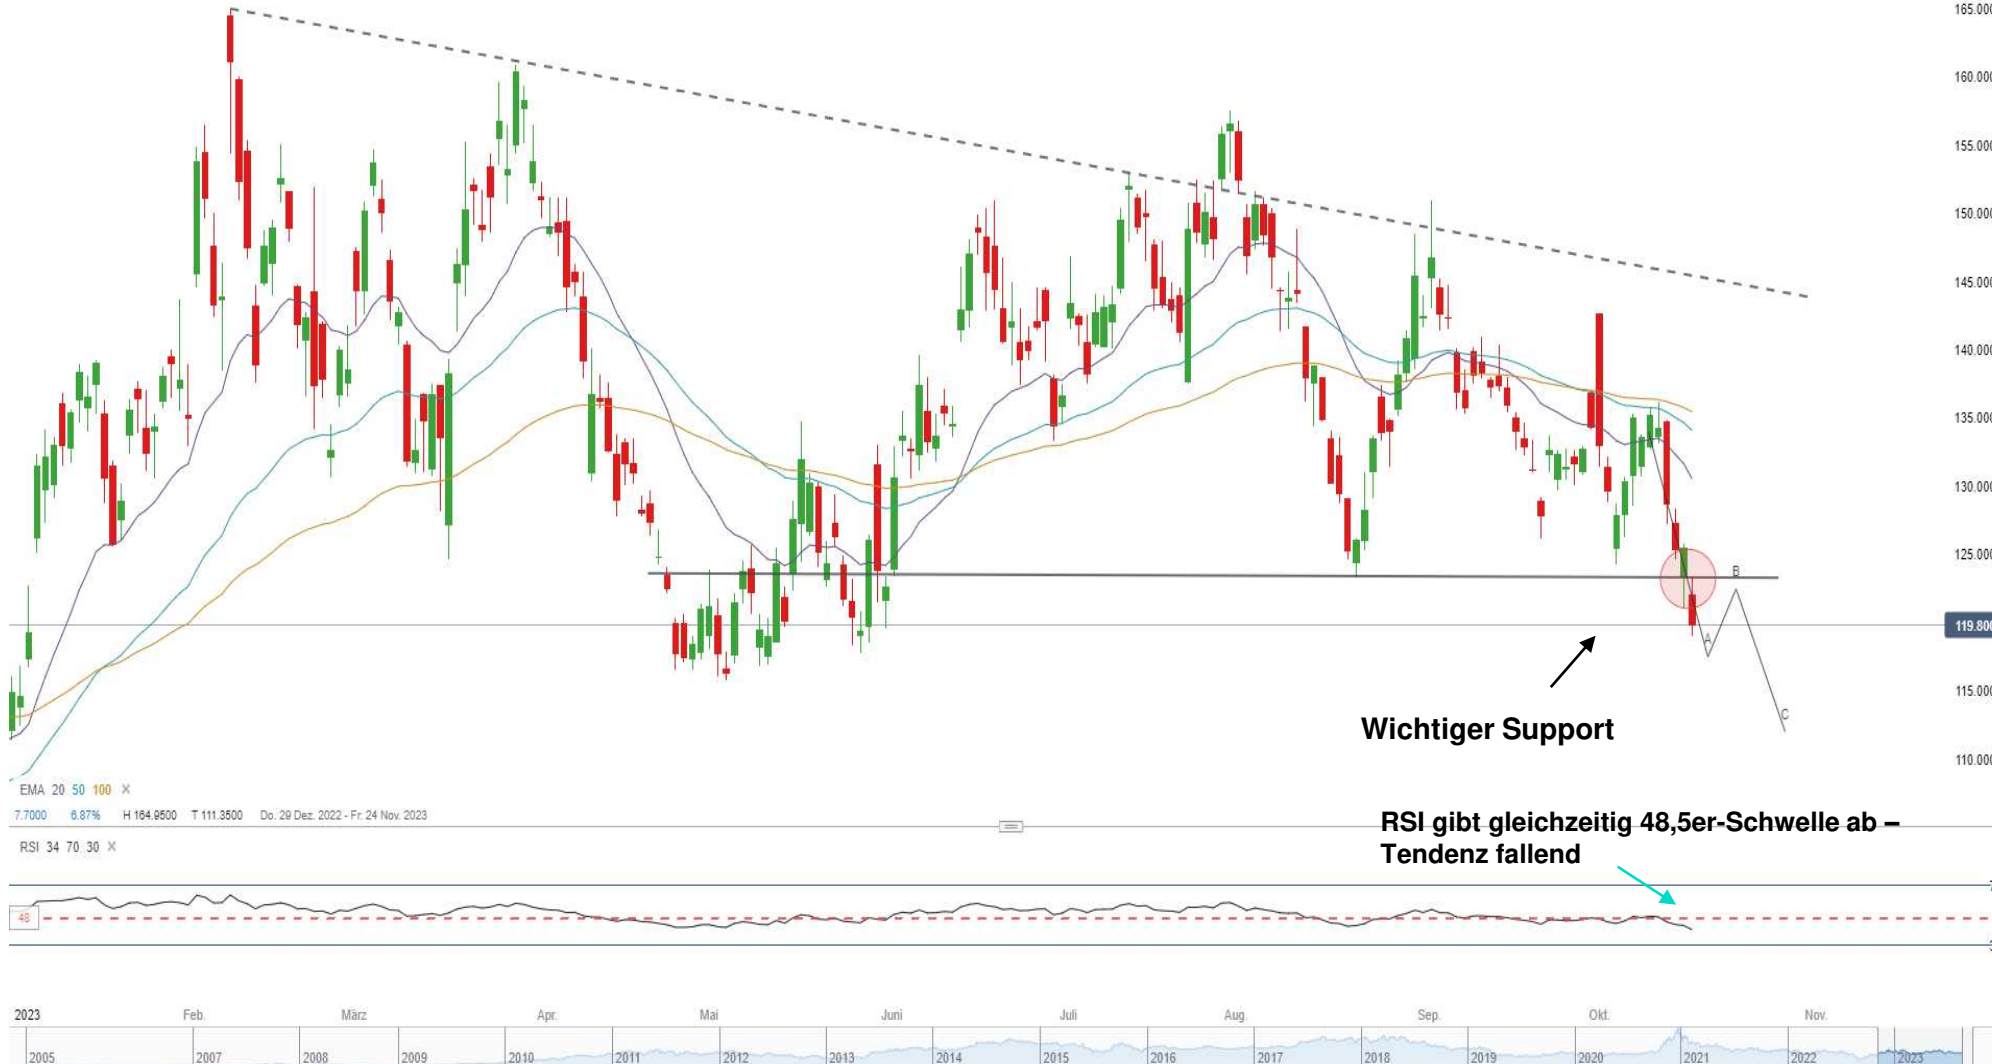 165.000
160.000
155.000
150.000
145.000
140.000
135.000
130.000
125.000
B
119.800
A
115.000
C
Wichtiger Support
110.000
EMA 20 50 100 X
7.7000 6.87% H 164.9500 T 111.3500 Do. 29 Dez. 2022 - Fr. 24 Nov. 2023
RSI gibt gleichzeitig 48,5er-Schwelle ab –
Tendenz fallend
RSI 34 70 30 X
48
2023 Feb. März Apr. Mai Juni Juli Aug. Sep. Okt. Nov.
2005 2007 2008 2009 2010 2011 2012 2013 2014 2015 2016 2017 2018 2019 2020 2021 2022 2023